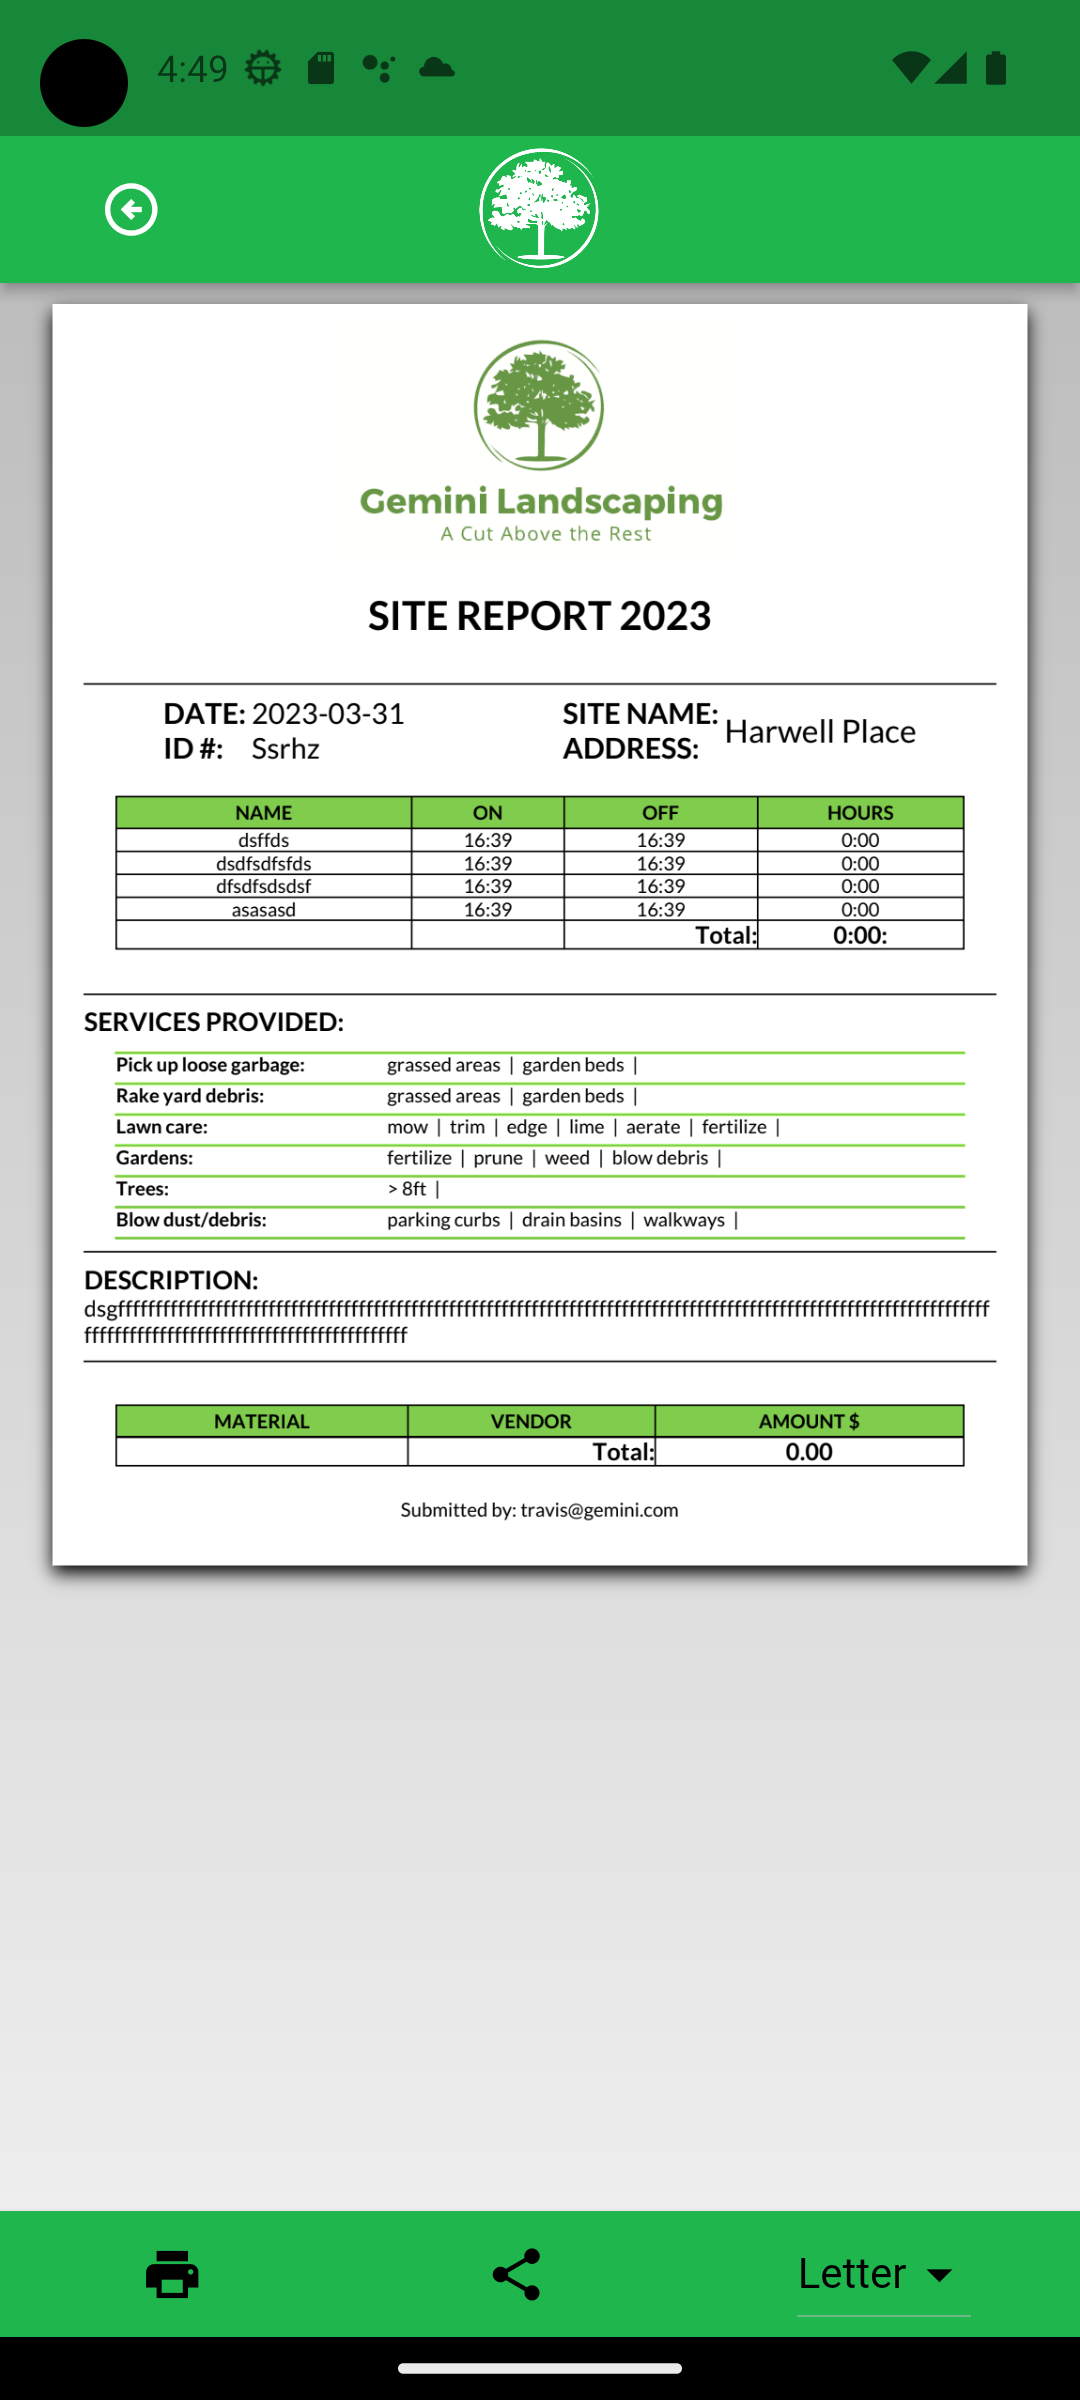 4:49
Gemini Landscaping
A Cut Above the Rest
SITE REPORT 2023
DATE: 2023-03-31 SITE NAME: Harwell Place
ID #: Ssrhz ADDRESS:
NAME ON OFF HOURS
dsffds 16:39 16:39 0:00
dsdfsdfsfds 16:39 16:39 0:00
dfsdfsdsdsf 16:39 16:39 0:00
asasasd 16:39 16:39 0:00
Total: 0:00:
SERVICES PROVIDED:
Pick up loose garbage: grassed areas | garden beds |
Rake yard debris: grassed areas | garden beds |
Lawn care: mow | trim | edge | lime | aerate | fertilize |
Gardens: fertilize | prune | weed | blow debris |
Trees: > 8ft |
Blow dust/debris: parking curbs | drain basins | walkways |
DESCRIPTION:
MATERIAL VENDOR AMOUNT $
Total: 0.00
Submitted by: travis@gemini.com
Letter